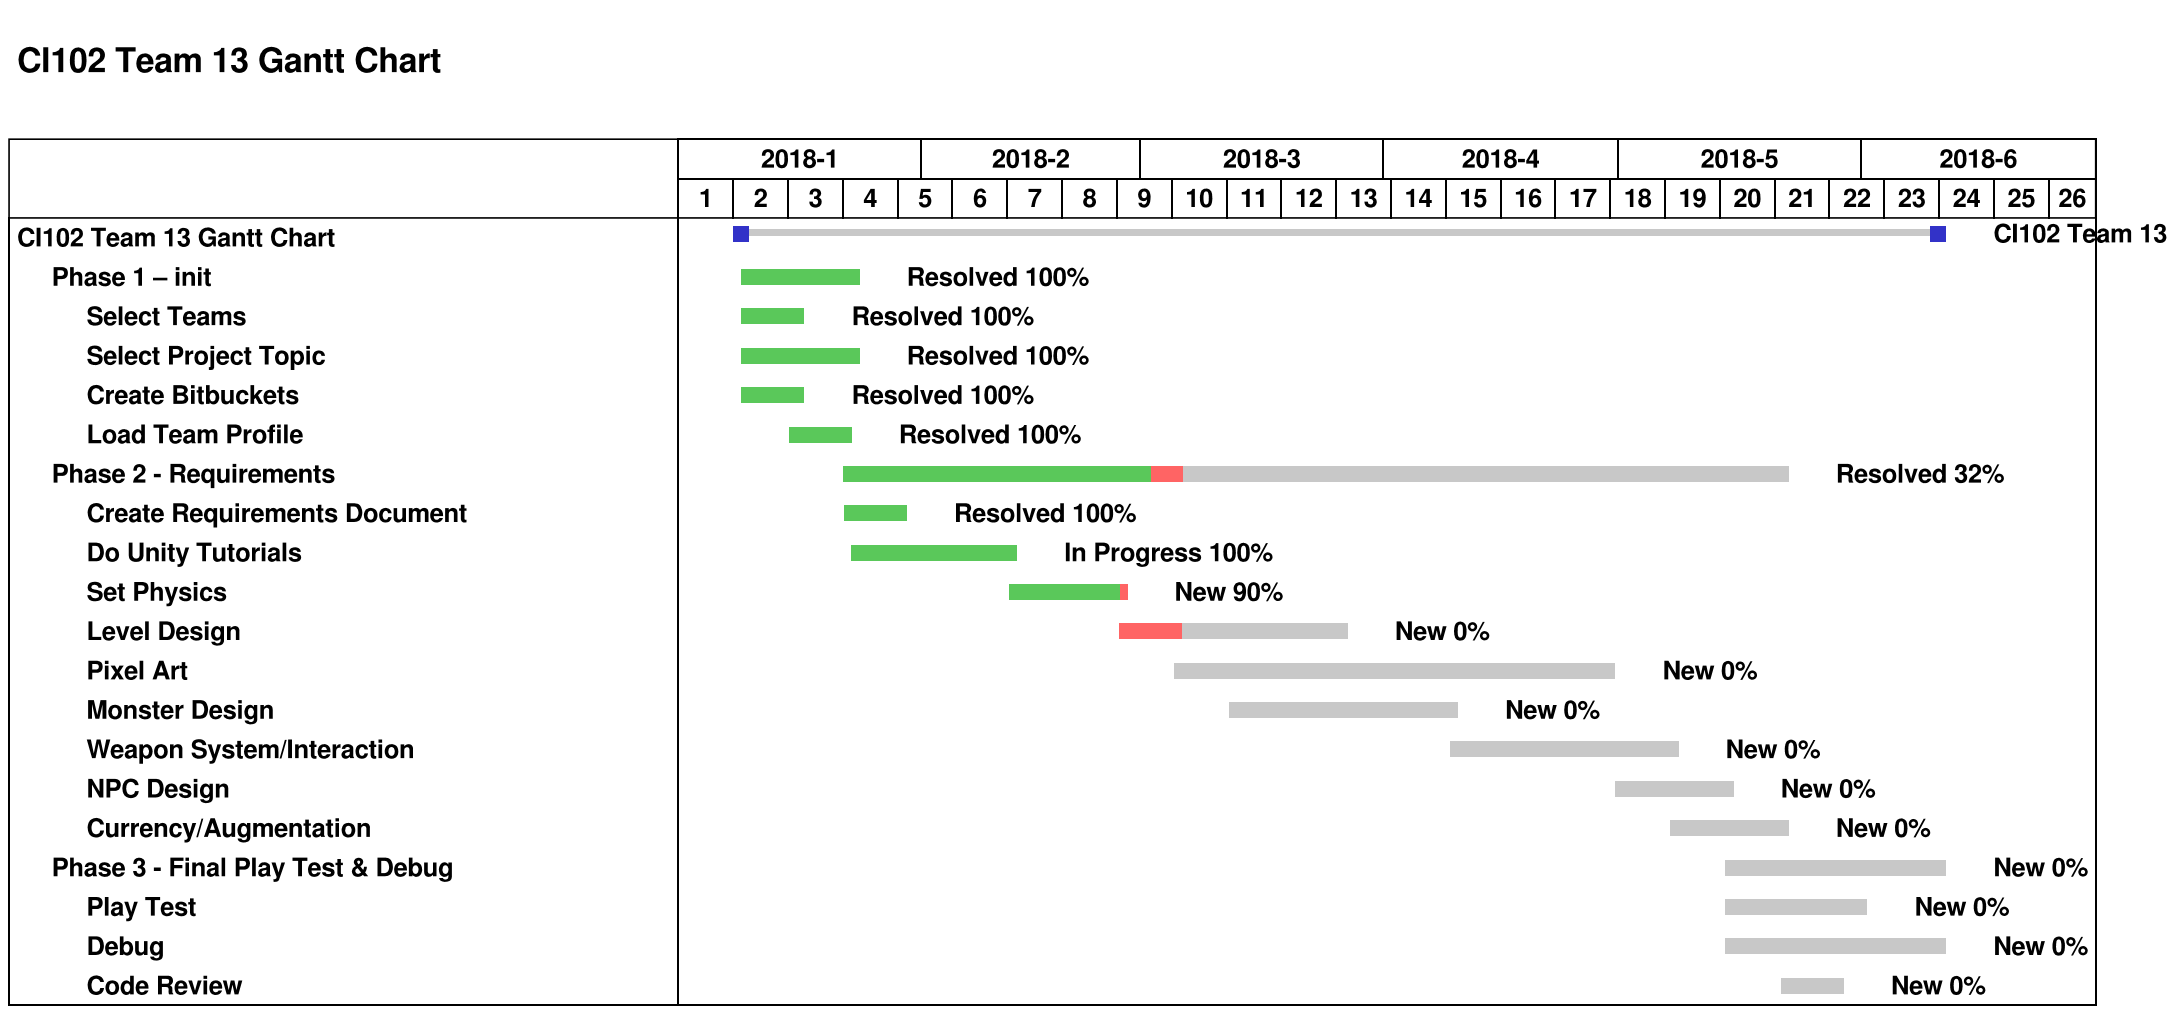 CI102 Team 13 Gantt Chart
2018-1 2018-2 2018-3 2018-4 2018-5 2018-6
1 2 3 4 5 6 7 8 9 10 11 12 13 14 15 16 17 18 19 20 21 22 23 24 25 26
CI102 Team 13 Gantt Chart CI102 Team 13
Phase 1 – init Resolved 100%
Select Teams Resolved 100%
Select Project Topic Resolved 100%
Create Bitbuckets Resolved 100%
Load Team Profile Resolved 100%
Phase 2 - Requirements Resolved 32%
Create Requirements Document Resolved 100%
Do Unity Tutorials In Progress 100%
Set Physics New 90%
Level Design New 0%
Pixel Art New 0%
Monster Design New 0%
Weapon System/Interaction New 0%
NPC Design New 0%
Currency/Augmentation New 0%
Phase 3 - Final Play Test & Debug New 0%
Play Test New 0%
Debug New 0%
Code Review New 0%